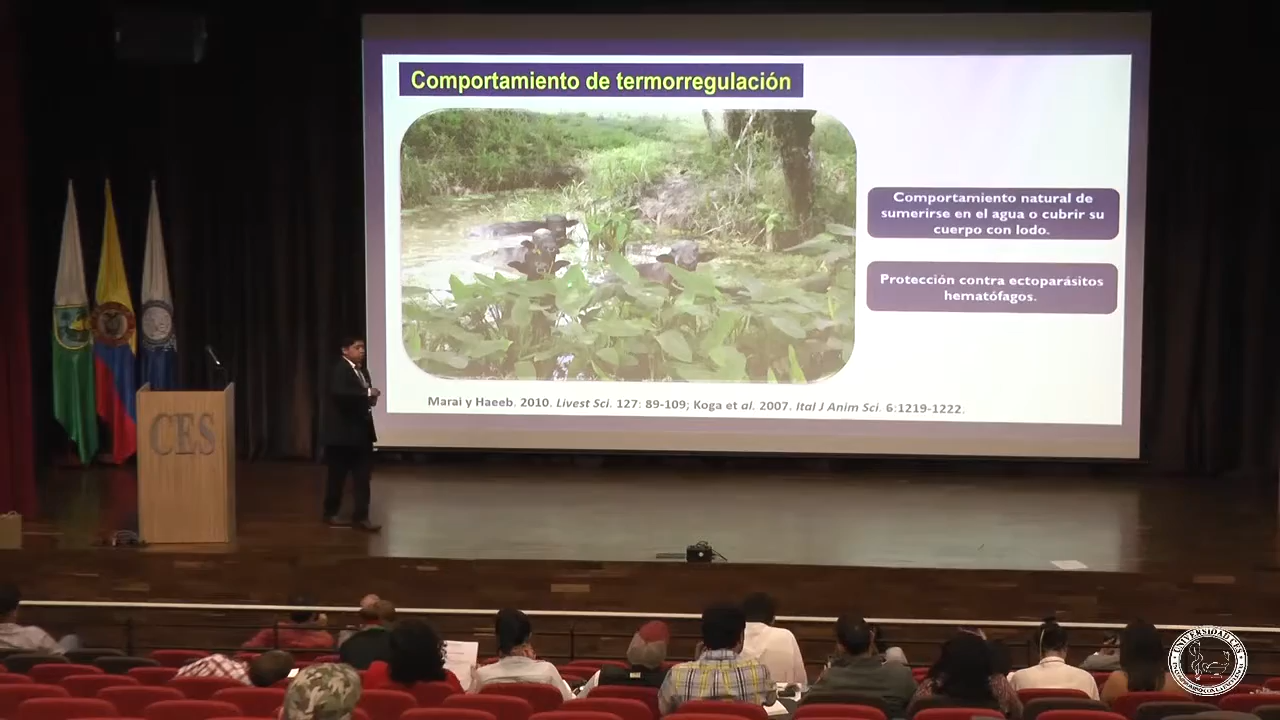 Comportamiento de termorregulación
Comportamiento natural de
sumerirse en el agua o cubrir su
cuerpo con lodo.
Protección contra ectoparásitos
hematófagos.
Marai y Haeeb. 2010. Livest Sci. 127: 89-109; Koga et al. 2007. Ital J Anim Sci. 6:1219-1222.
CES
UNIVERSIDAD CES